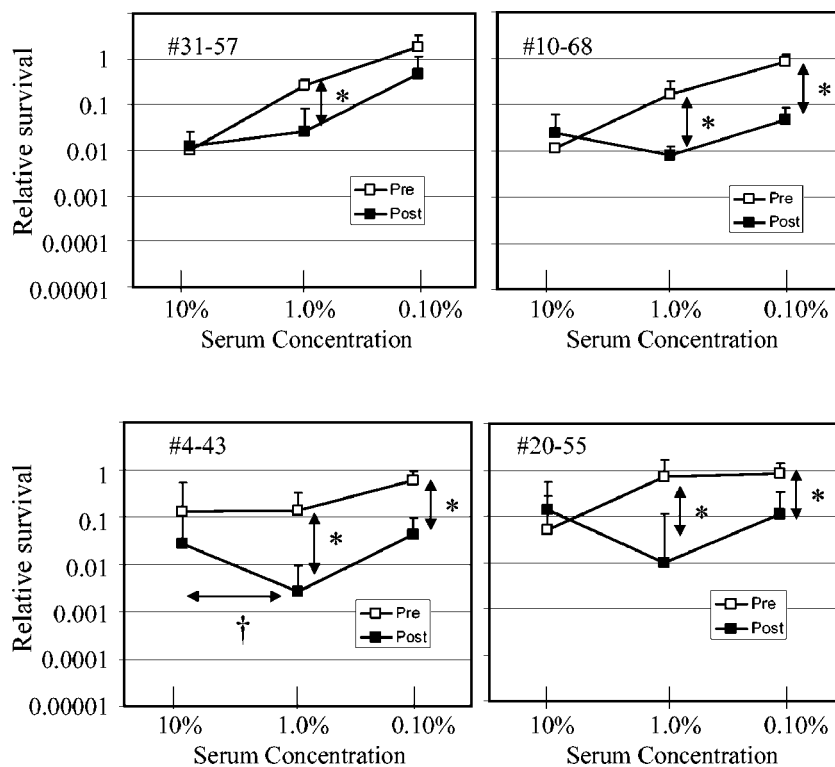 #31-57
#10-68
1
0.1
0.01
0.001
0.0001
0.00001
Relative survival
*
*
*
Pre
Post
Pre
Post
10%
1.0%
0.10%
10%
1.0%
0.10%
Serum Concentration
Serum Concentration
#4-43
#20-55
1
0.1
0.01
0.001
0.0001
0.00001
Relative survival
*
*
*
*
†
Pre
Post
Pre
Post
10%
1.0%
0.10%
10%
1.0%
0.10%
Serum Concentration
Serum Concentration